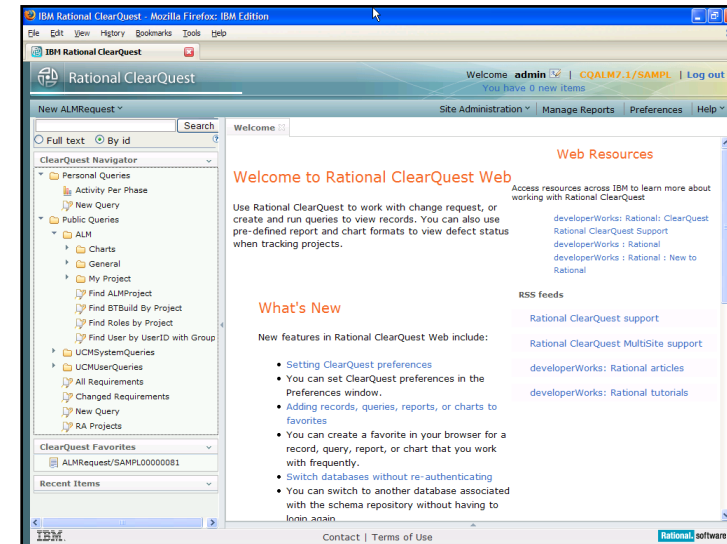 IBM Rational ClearQuest - Mozilla Firefox: IBM Edition
File Edit View History Bookmarks Tools Help
IBM Rational ClearQuest
Rational ClearQuest
Welcome admin | CQALM7.1/SAMPL | Log out
You have 0 new items
New ALMRequest
Site Administration | Manage Reports | Preferences | Help
Search
Full text By id
ClearQuest Navigator
Personal Queries
Activity Per Phase
New Query
Public Queries
ALM
Charts
General
My Project
Find ALMProject
Find BTBuild By Project
Find Roles by Project
Find User by UserID with Group
UCMSystemQueries
UCMUserQueries
All Requirements
Changed Requirements
New Query
RA Projects
ClearQuest Favorites
ALMRequest/SAMPL00000081
Recent Items
Welcome
Welcome to Rational ClearQuest Web
Use Rational ClearQuest to work with change request, or
create and run queries to view records. You can also use
pre-defined report and chart formats to view defect status
when tracking projects.
What's New
New features in Rational ClearQuest Web include:
• Setting ClearQuest preferences
• You can set ClearQuest preferences in the
Preferences window.
• Adding records, queries, reports, or charts to
favorites
• You can create a favorite in your browser for a
record, query, report, or chart that you work
with frequently.
• Switch databases without re-authenticating
• You can switch to another database associated
with the schema repository without having to
login again
Web Resources
Access resources across IBM to learn more about
working with Rational ClearQuest
developerWorks: Rational: ClearQuest
Rational ClearQuest Support
developerWorks : Rational
developerWorks : Rational : New to
Rational
RSS feeds
Rational ClearQuest support
Rational ClearQuest MultiSite support
developerWorks: Rational articles
developerWorks: Rational tutorials
IBM.
Contact | Terms of Use
Rational. software